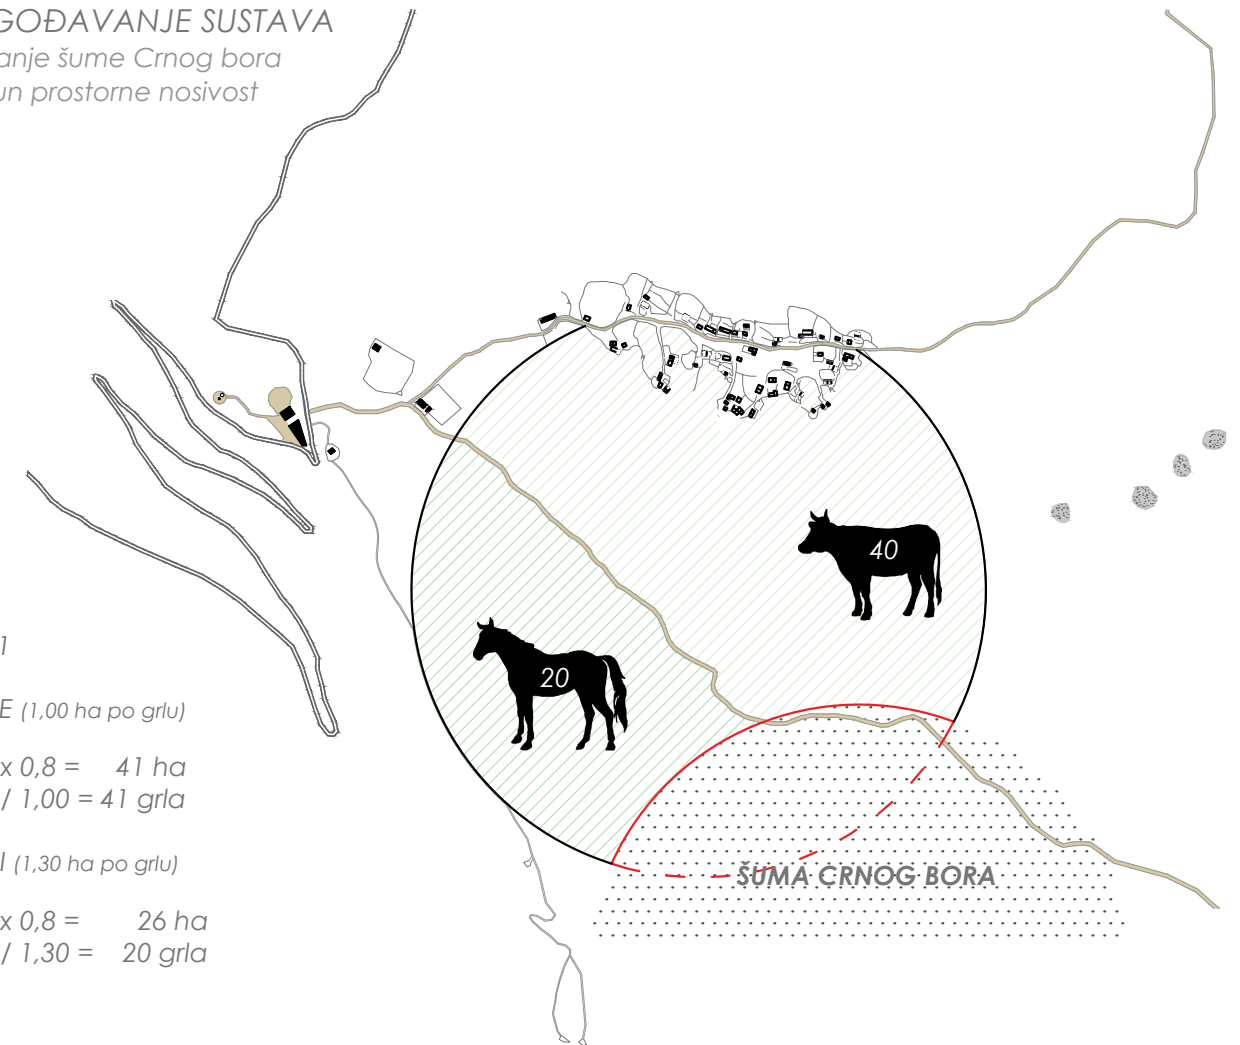 GOĐAVANJE SUSTAVA
anje šume Crnog bora
un prostorne nosivost
40
20
1
E (1,00 ha po grlu)
x 0,8 = 41 ha
/ 1,00 = 41 grla
I (1,30 ha po grlu)
ŠUMA CRNOG BORA
x 0,8 = 26 ha
/ 1,30 = 20 grla